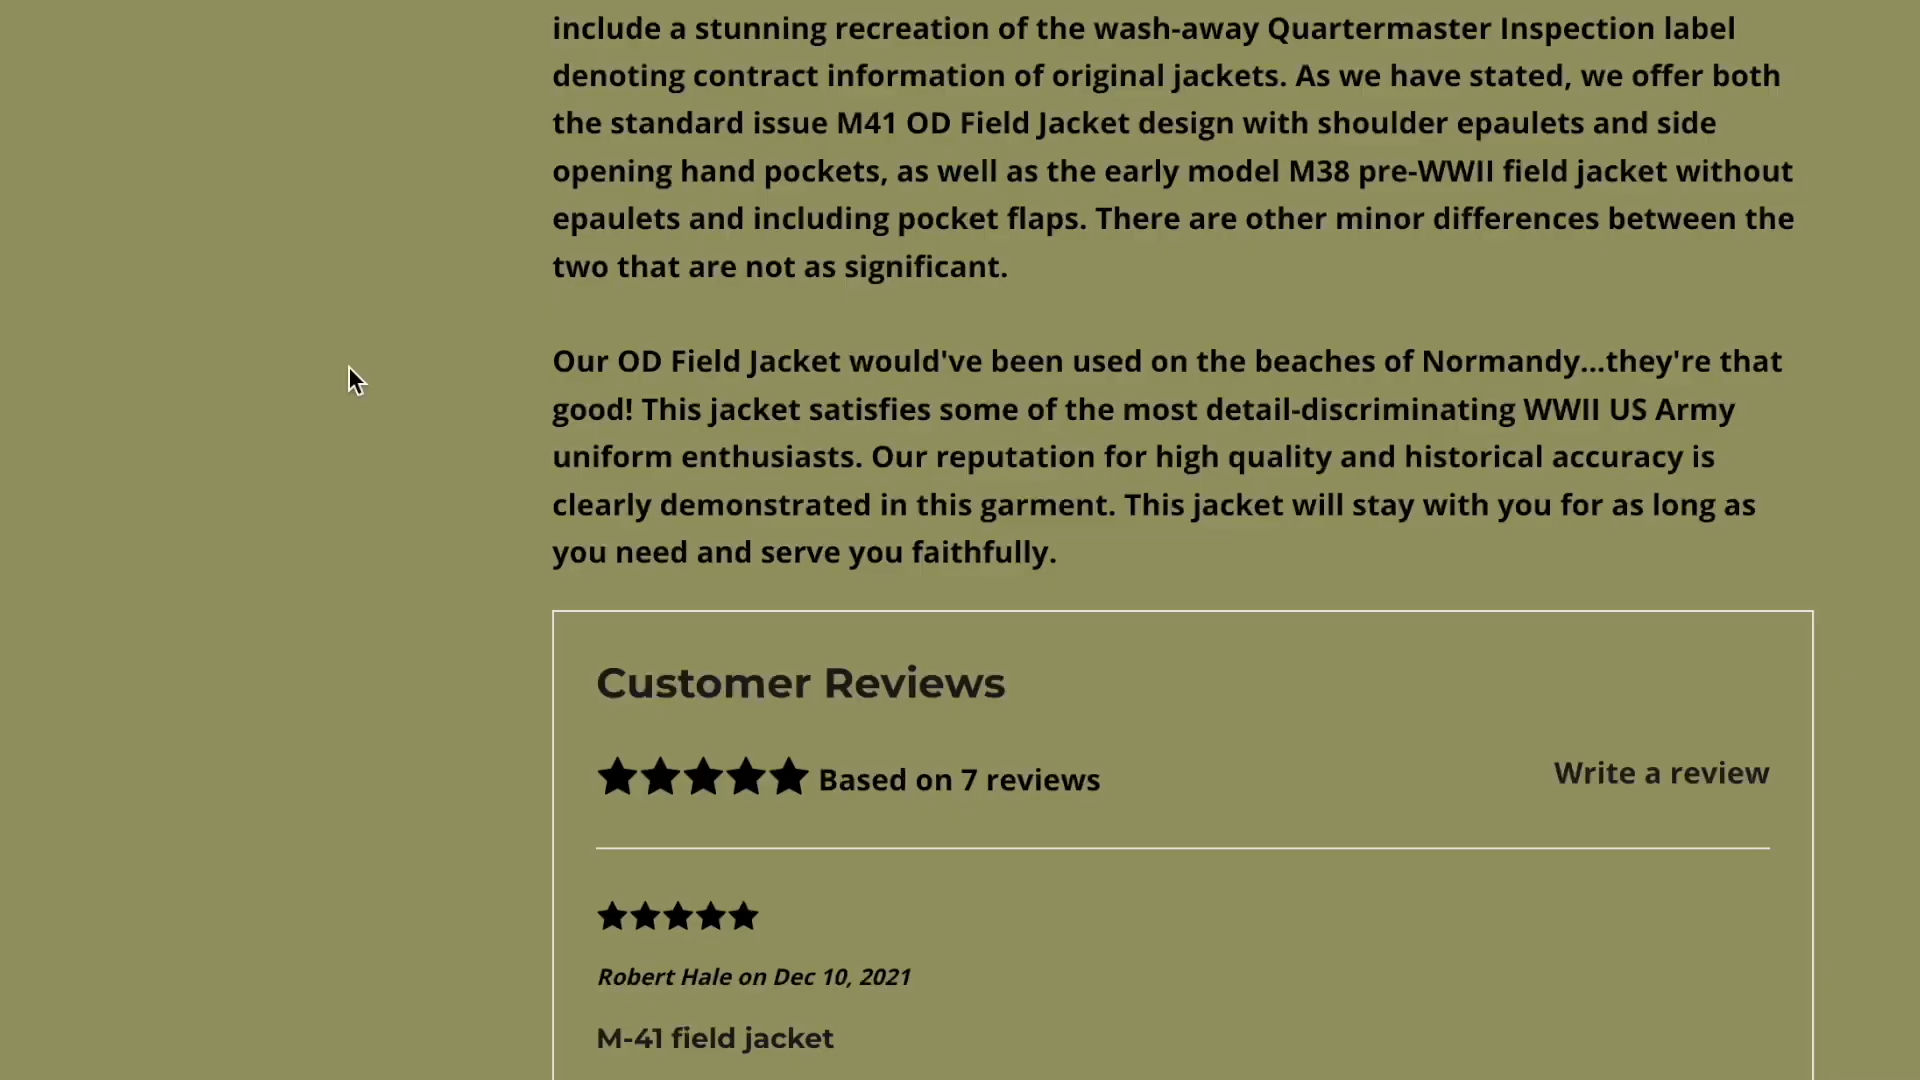 include a stunning recreation of the wash-away Quartermaster Inspection label
denoting contract information of original jackets. As we have stated, we offer both
the standard issue M41 OD Field Jacket design with shoulder epaulets and side
opening hand pockets, as well as the early model M38 pre-WWII field jacket without
epaulets and including pocket flaps. There are other minor differences between the
two that are not as significant.
Our OD Field Jacket would've been used on the beaches of Normandy...they're that
good! This jacket satisfies some of the most detail-discriminating WWII US Army
uniform enthusiasts. Our reputation for high quality and historical accuracy is
clearly demonstrated in this garment. This jacket will stay with you for as long as
you need and serve you faithfully.
Customer Reviews
Based on 7 reviews
Write a review
Robert Hale on Dec 10, 2021
M-41 field jacket